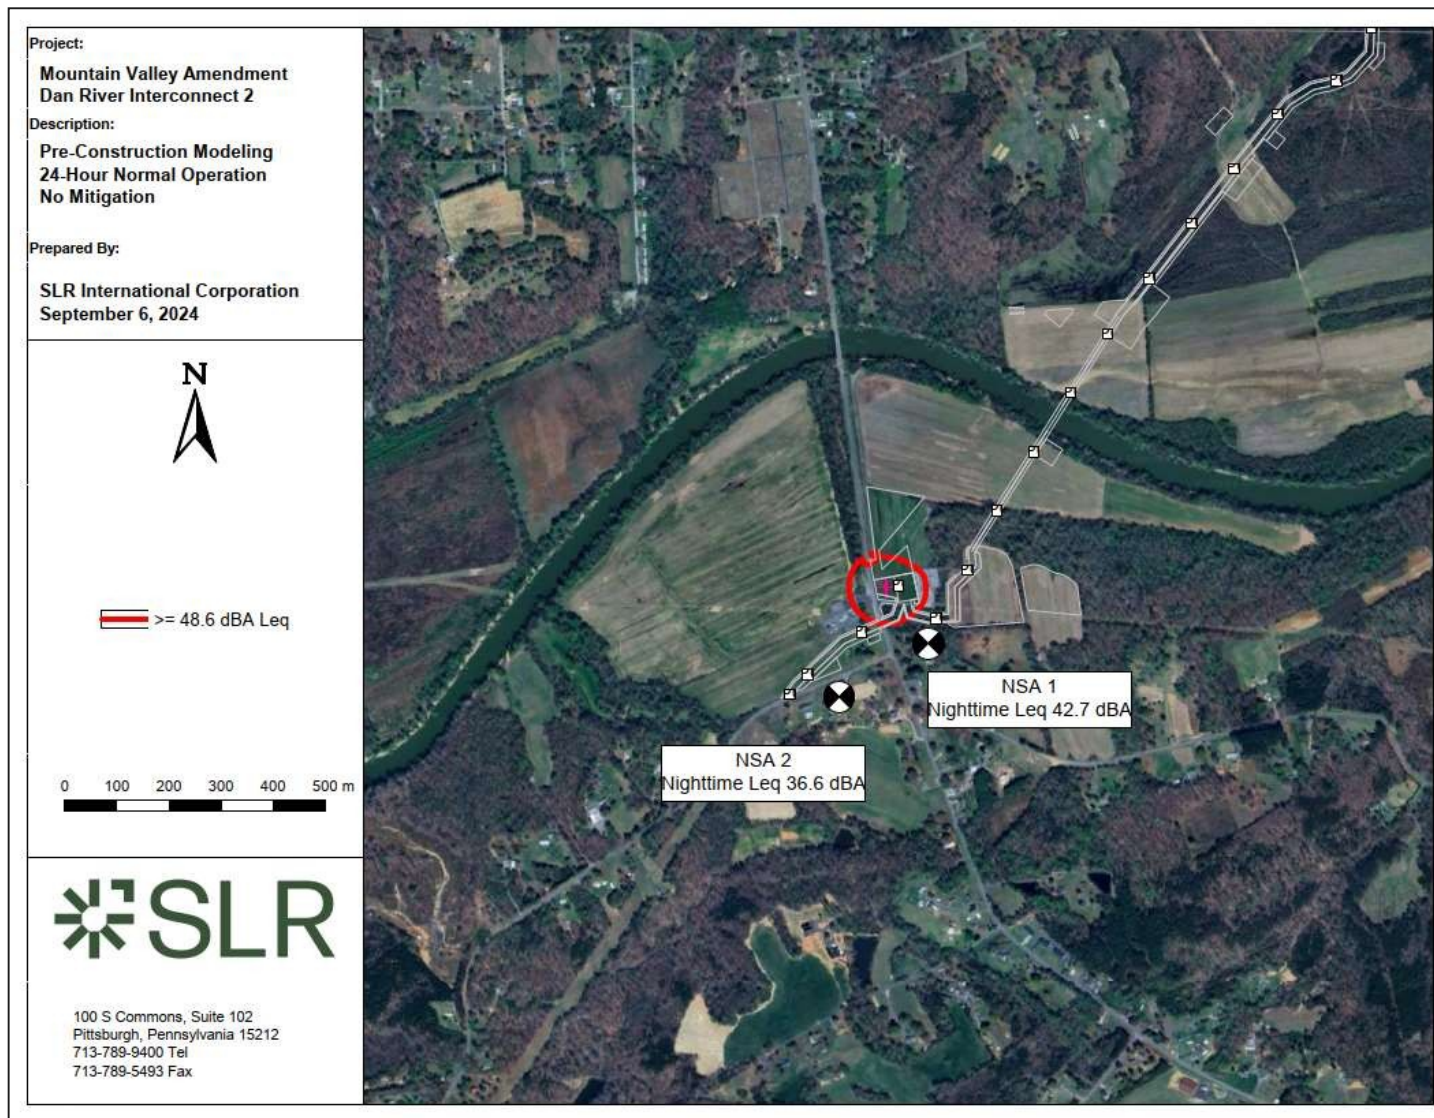 Project:
Mountain Valley Amendment
Dan River Interconnect 2
Description:
Pre-Construction Modeling
24-Hour Normal Operation
No Mitigation
Prepared By:
SLR International Corporation
September 6, 2024
N
>= 48.6 dBA Leq
0 100 200 300 400 500 m
SLR
100 S Commons, Suite 102
Pittsburgh, Pennsylvania 15212
713-789-9400 Tel
713-789-5493 Fax
NSA 1
Nighttime Leq 42.7 dBA
NSA 2
Nighttime Leq 36.6 dBA